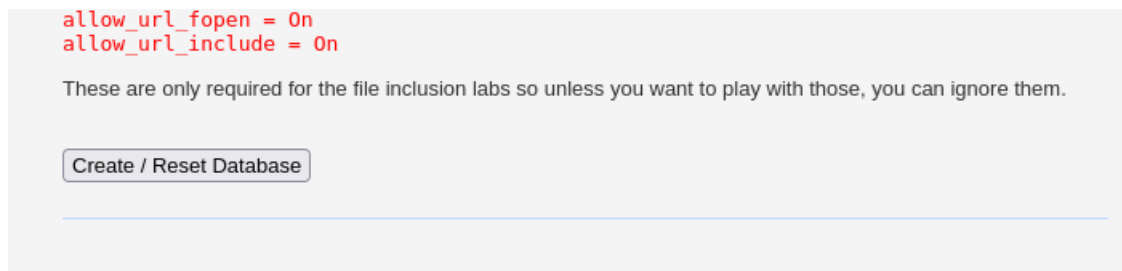 allow_url_fopen = On
allow_url_include = On
These are only required for the file inclusion labs so unless you want to play with those, you can ignore them.
Create / Reset Database